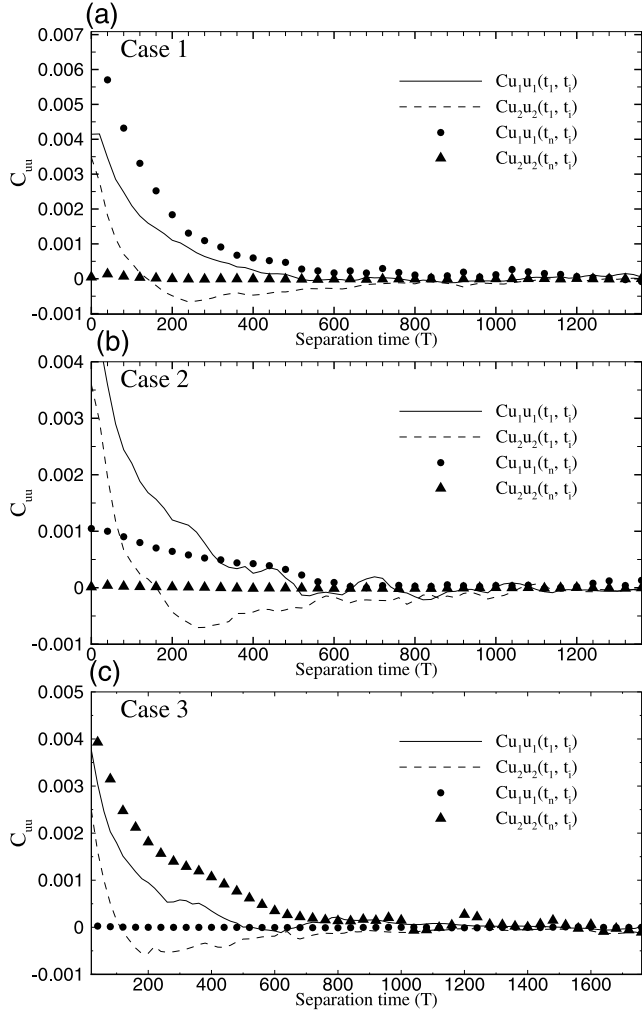 (a)
Case 1
0.007
0.006
0.005
0.004
0.003
0.002
0.001
0
-0.001
C_uu
Cu₁u₁(t₁, tᵢ)
Cu₂u₂(t₁, tᵢ)
Cu₁u₁(tₙ, tᵢ)
Cu₂u₂(tₙ, tᵢ)
0 200 400 600 800 1000 1200
Separation time (T)
(b)
Case 2
0.004
0.003
0.002
0.001
0
-0.001
C_uu
Cu₁u₁(t₁, tᵢ)
Cu₂u₂(t₁, tᵢ)
Cu₁u₁(tₙ, tᵢ)
Cu₂u₂(tₙ, tᵢ)
0 200 400 600 800 1000 1200
Separation time (T)
(c)
Case 3
0.005
0.004
0.003
0.002
0.001
0
-0.001
C_uu
Cu₁u₁(t₁, tᵢ)
Cu₂u₂(t₁, tᵢ)
Cu₁u₁(tₙ, tᵢ)
Cu₂u₂(tₙ, tᵢ)
200 400 600 800 1000 1200 1400 1600
Separation time (T)